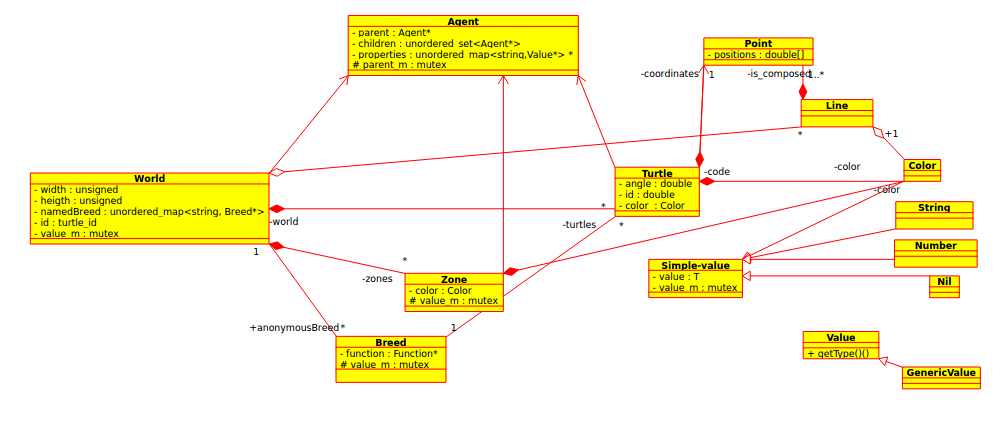 Agent
- parent : Agent*
- children : unordered_set<Agent*>
- properties : unordered_map<string,Value*> *
# parent_m : mutex
Point
- positions : double[]
-coordinates
1
-is_composed
1..*
Line
+1
*
World
- width : unsigned
- heigth : unsigned
- namedBreed : unordered_map<string, Breed*>
- id : turtle_id
- value_m : mutex
Turtle
- angle : double
- id : double
- color : Color
-code
-color
Color
-color
String
-world
*
-turtles
*
Number
1
*
-zones
Zone
- color : Color
# value_m : mutex
Simple-value
- value : T
- value_m : mutex
Nil
+anonymousBreed
*
1
Breed
- function : Function*
# value_m : mutex
Value
+ getType()()
GenericValue